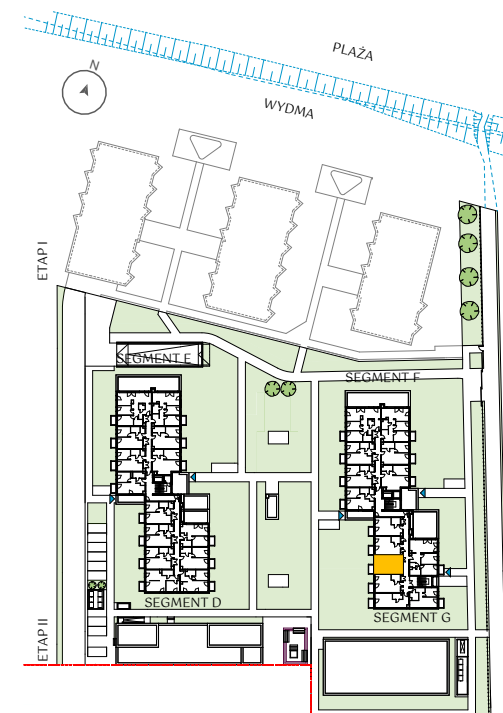 PLAŻA
N
WYDMA
ETAP I
SEGMENT E
SEGMENT F
SEGMENT D
SEGMENT G
ETAP II